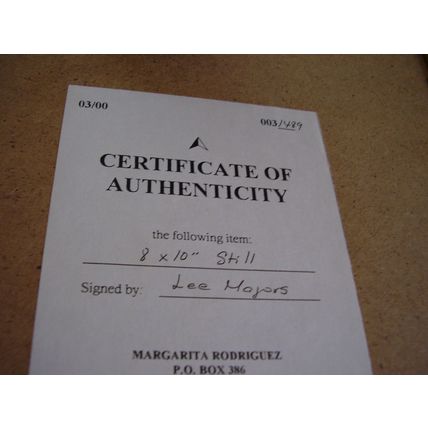 03/00
003/489
CERTIFICATE OF
AUTHENTICITY
the following item:
8 x 10" Still
Signed by: Lee Majors
MARGARITA RODRIGUEZ
P.O. BOX 386